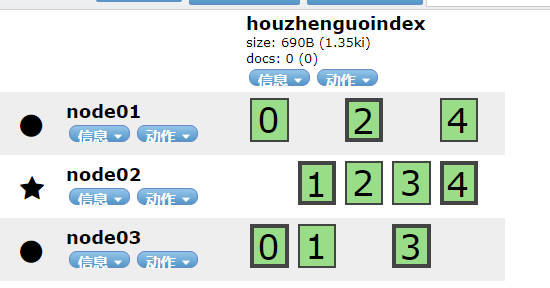 houzhenguoindex
size: 690B (1.35ki)
docs: 0 (0)
信息 动作
node01
信息 动作
0 2 4
node02
信息 动作
1 2 3 4
node03
信息 动作
0 1 3